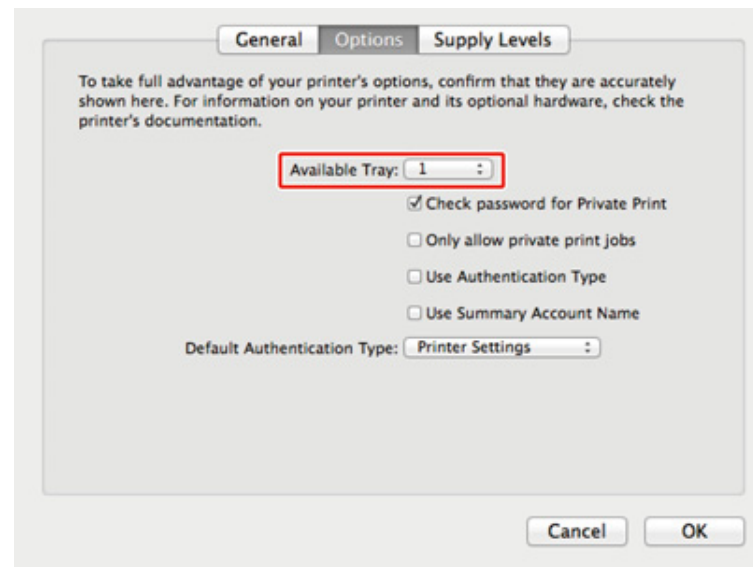 General Options Supply Levels
To take full advantage of your printer's options, confirm that they are accurately
shown here. For information on your printer and its optional hardware, check the
printer's documentation.
Available Tray: 1
Check password for Private Print
Only allow private print jobs
Use Authentication Type
Use Summary Account Name
Default Authentication Type: Printer Settings
Cancel OK